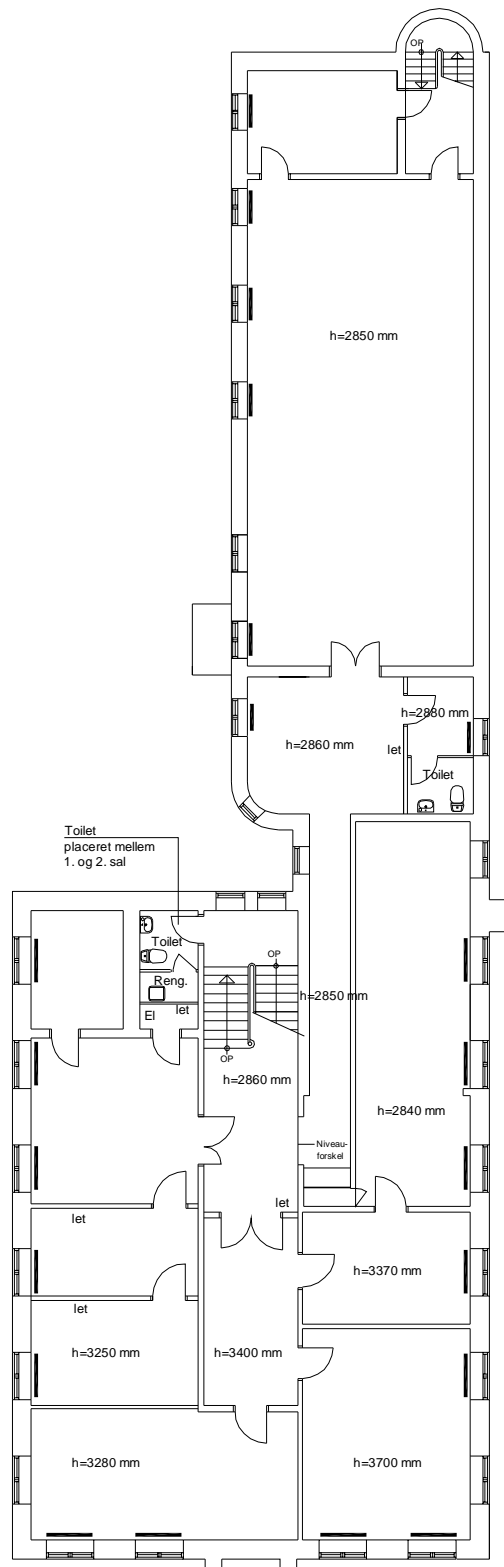 OP
h=2850 mm
h=2880 mm
h=2860 mm
let
Toilet
Toilet
placeret mellem
1. og 2. sal
Toilet
Reng.
El
let
OP
h=2850 mm
OP
h=2860 mm
h=2840 mm
Niveau-
forskel
let
let
h=3370 mm
let
h=3250 mm
h=3400 mm
h=3280 mm
h=3700 mm